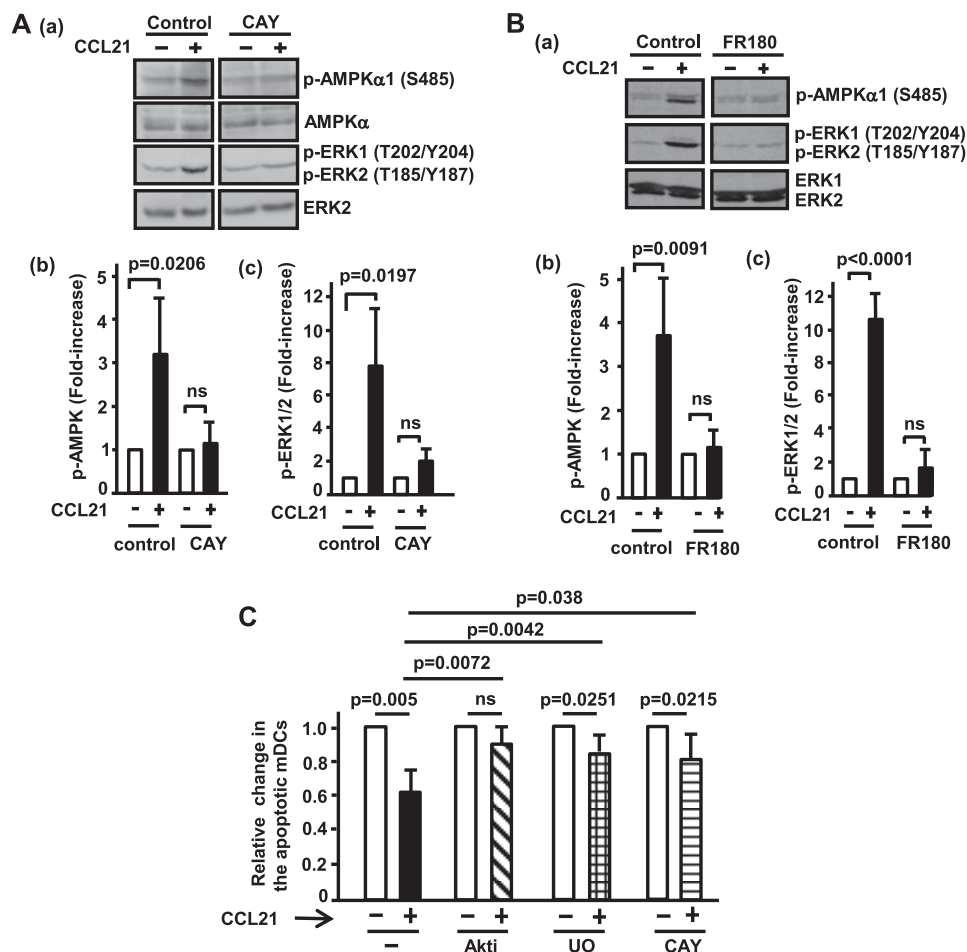 A
Control CAY
CCL21 − + − +
p-AMPKα1 (S485)
AMPKα
p-ERK1 (T202/Y204)
p-ERK2 (T185/Y187)
ERK2
(a)
(b)
p=0.0206
p-AMPK (Fold-increase)
5
4
3
2
1
0
ns
CCL21 - + - +
control CAY
(c)
p=0.0197
p-ERK1/2 (Fold-increase)
12
10
8
6
4
2
0
ns
CCL21 - + - +
control CAY
B
(a)
Control FR180
CCL21 − + − +
p-AMPKα1 (S485)
p-ERK1 (T202/Y204)
p-ERK2 (T185/Y187)
ERK1
ERK2
(b)
p=0.0091
p-AMPK (Fold-increase)
5
4
3
2
1
0
ns
CCL21 - + - +
control FR180
(c)
p<0.0001
p-ERK1/2 (Fold-increase)
12
10
8
6
4
2
0
ns
CCL21 - + - +
control FR180
C
p=0.038
p=0.0042
p=0.0072
p=0.005 ns p=0.0251 p=0.0215
Relative change in
the apoptotic mDCs
1.0
0.8
0.6
0.4
0.2
0
CCL21 → − + − + − + − +
− Akti UO CAY